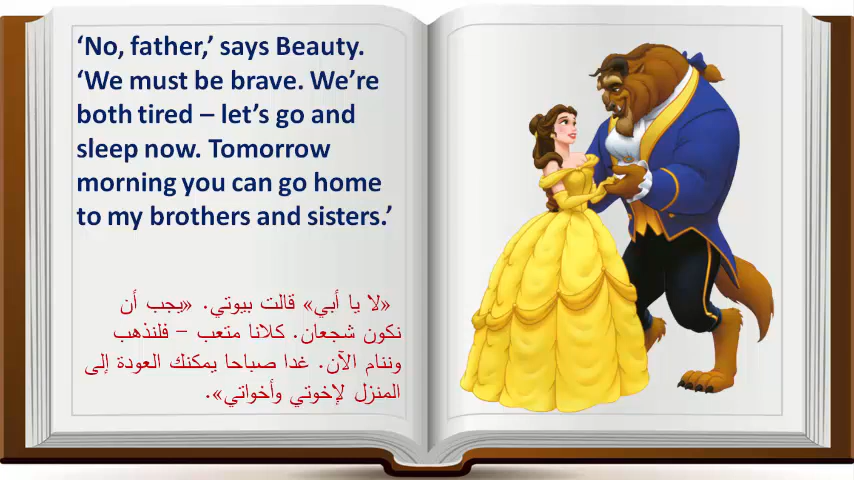 ‘No, father,’ says Beauty.
‘We must be brave. We’re
both tired – let’s go and
sleep now. Tomorrow
morning you can go home
to my brothers and sisters.’
«لا يا أبي» قالت بيوتي. «يجب أن
نكون شجعان. كلانا متعب – فلنذهب
وننام الآن. غدا صباحا يمكنك العودة إلى
المنزل لإخوتي وأخواتي».